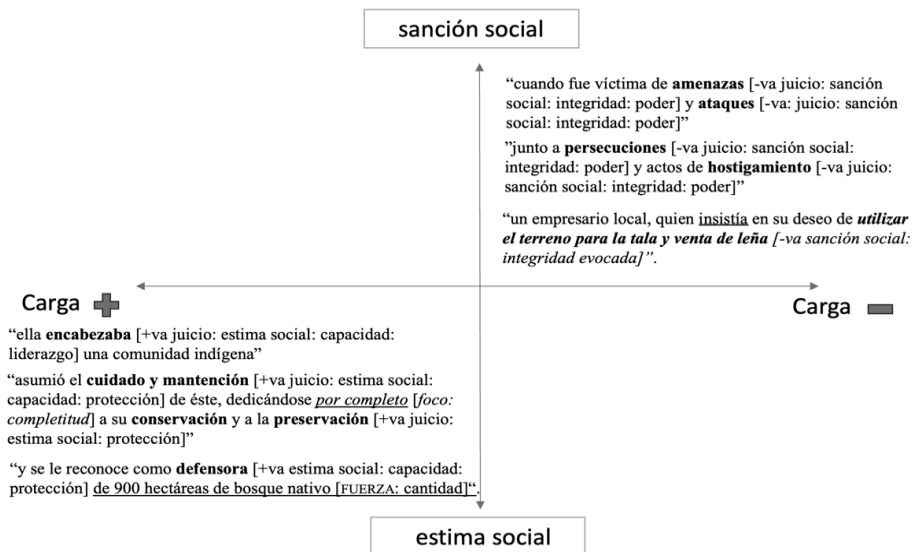 sanción social
“cuando fue víctima de amenazas [-va juicio: sanción
social: integridad: poder] y ataques [-va: juicio: sanción
social: integridad: poder]”
”junto a persecuciones [-va juicio: sanción social:
integridad: poder] y actos de hostigamiento [-va juicio:
sanción social: integridad: poder]”
“un empresario local, quien insistía en su deseo de utilizar
el terreno para la tala y venta de leña [-va sanción social:
integridad evocada]”.
Carga
Carga
“ella encabezaba [+va juicio: estima social: capacidad:
liderazgo] una comunidad indígena”
“asumió el cuidado y mantención [+va juicio: estima social:
capacidad: protección] de éste, dedicándose por completo [foco:
completitud] a su conservación y a la preservación [+va juicio:
estima social: protección]”
“y se le reconoce como defensora [+va estima social: capacidad:
protección] de 900 hectáreas de bosque nativo [FUERZA: cantidad]“.
estima social